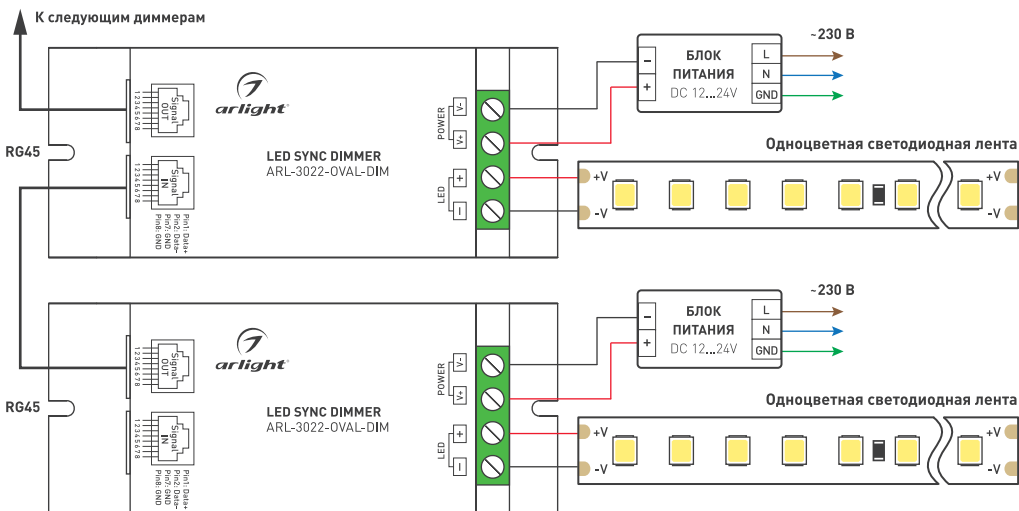 К следующим диммерам
RG45
12345678
Signal
OUT
12345678
Signal
IN
Pin1: Data+
Pin2: Data-
Pin7: GND
Pin8: GND
arlight
LED SYNC DIMMER
ARL-3022-OVAL-DIM
POWER
V-
V+
LED
+
−
−
+
БЛОК
ПИТАНИЯ
DC 12...24V
L
N
GND
~230 В
Одноцветная светодиодная лента
+V
-V
+V
-V
RG45
12345678
Signal
OUT
12345678
Signal
IN
Pin1: Data+
Pin2: Data-
Pin7: GND
Pin8: GND
arlight
LED SYNC DIMMER
ARL-3022-OVAL-DIM
POWER
V-
V+
LED
+
−
−
+
БЛОК
ПИТАНИЯ
DC 12...24V
L
N
GND
~230 В
Одноцветная светодиодная лента
+V
-V
+V
-V